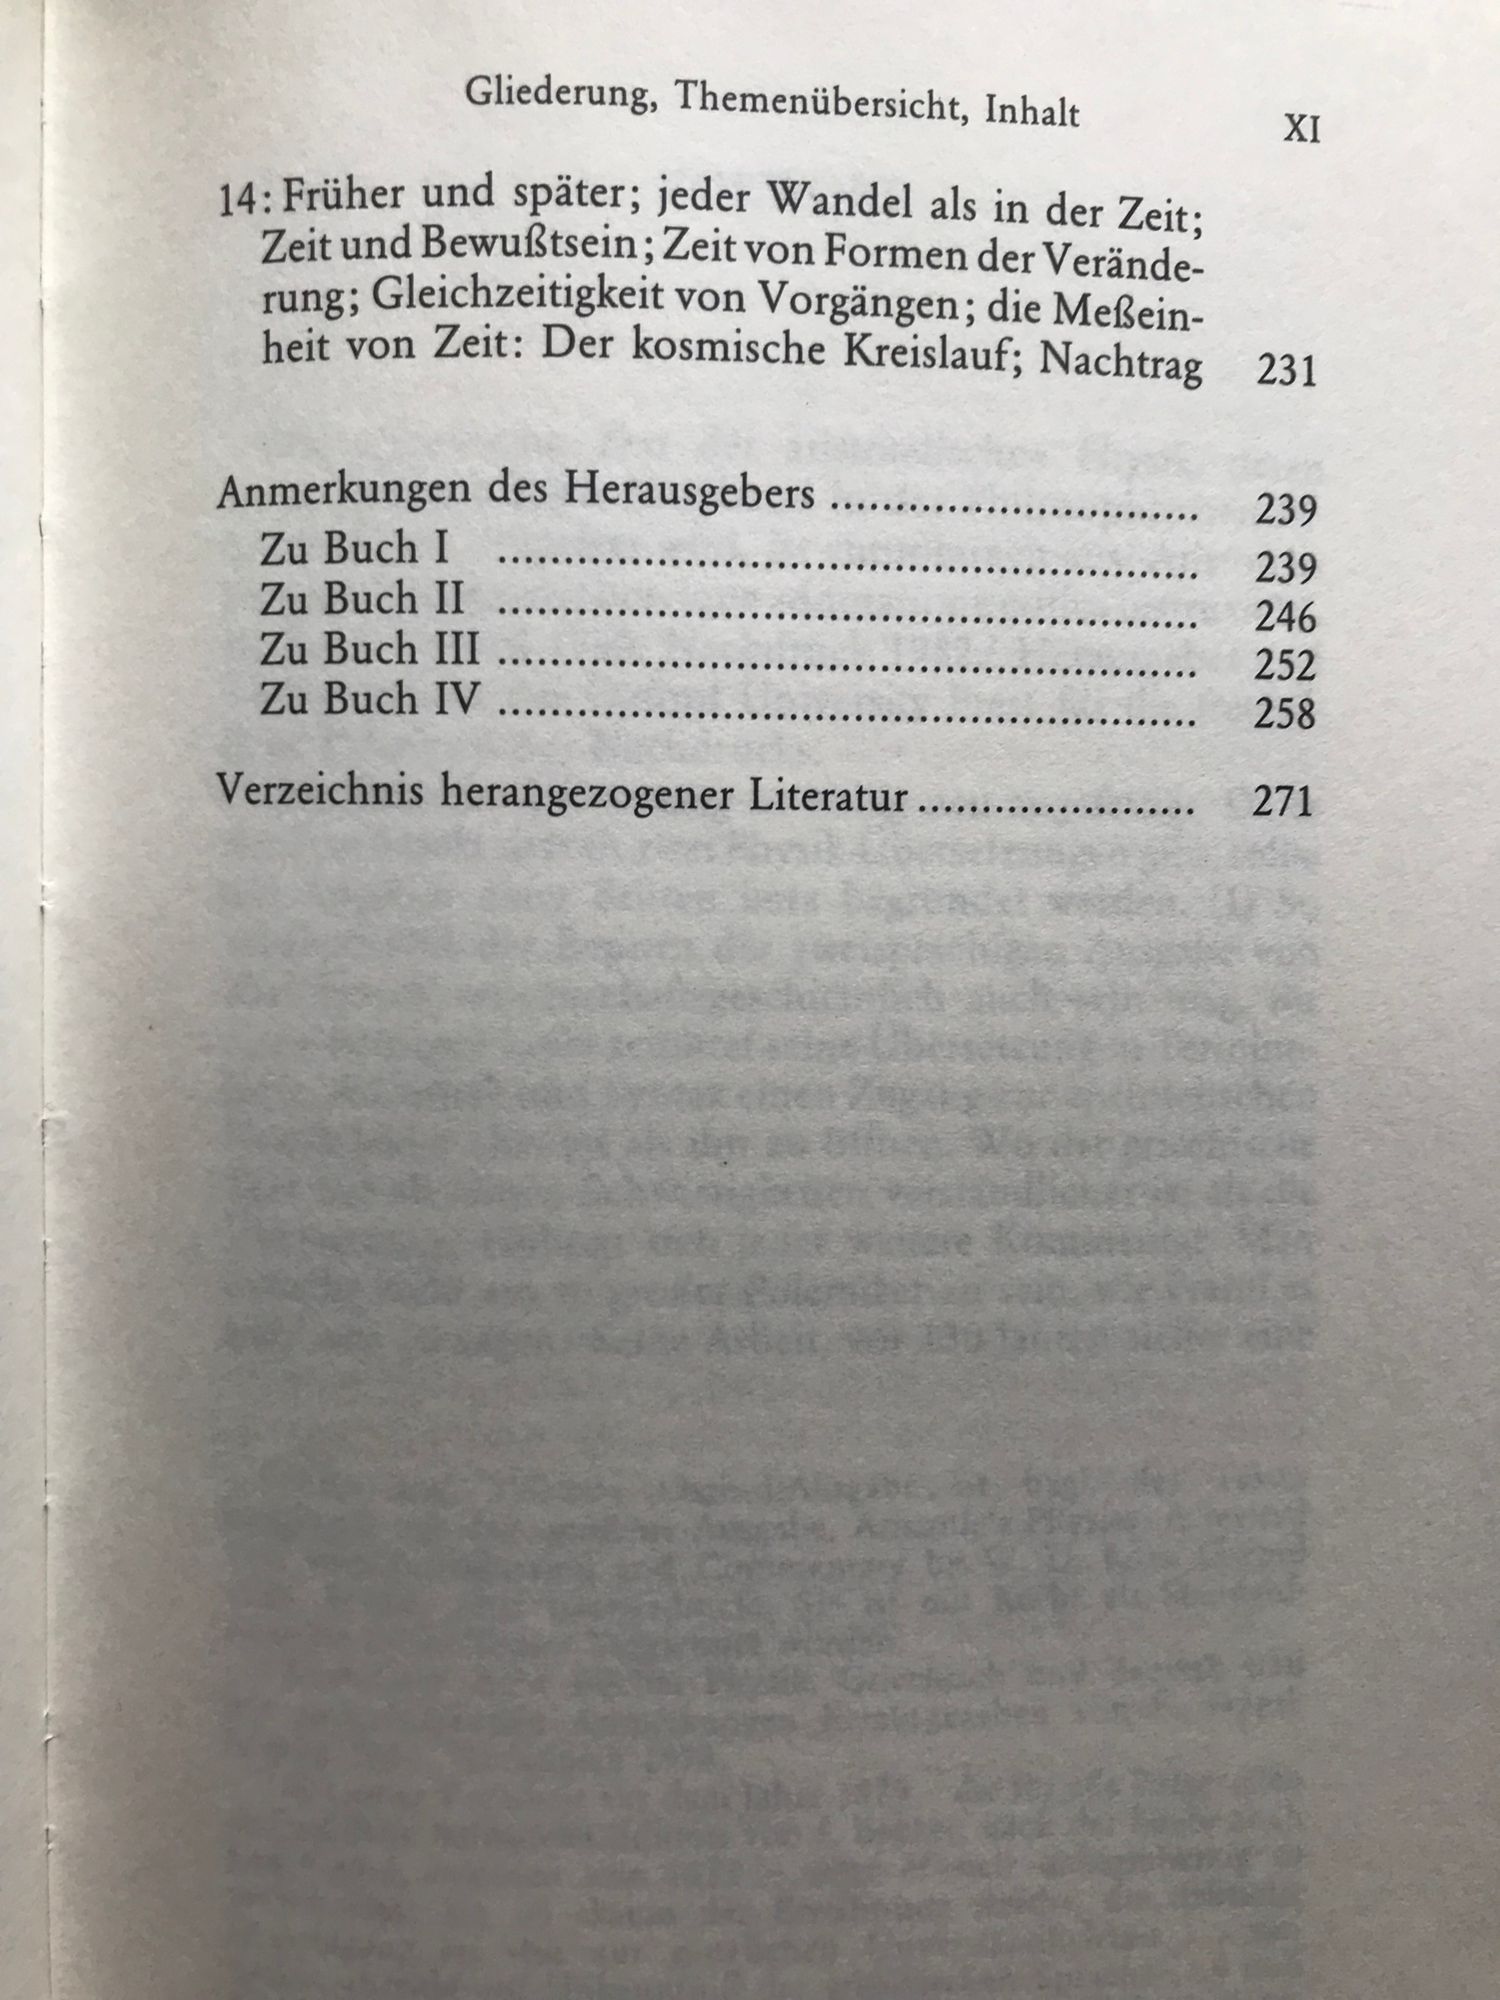 Gliederung, Themenübersicht, Inhalt XI
14: Früher und später; jeder Wandel als in der Zeit;
Zeit und Bewußtsein; Zeit von Formen der Verände-
rung; Gleichzeitigkeit von Vorgängen; die Meßein-
heit von Zeit: Der kosmische Kreislauf; Nachtrag 231
Anmerkungen des Herausgebers ............................. 239
Zu Buch I ....................................................... 239
Zu Buch II ....................................................... 246
Zu Buch III ....................................................... 252
Zu Buch IV ....................................................... 258
Verzeichnis herangezogener Literatur...................... 271